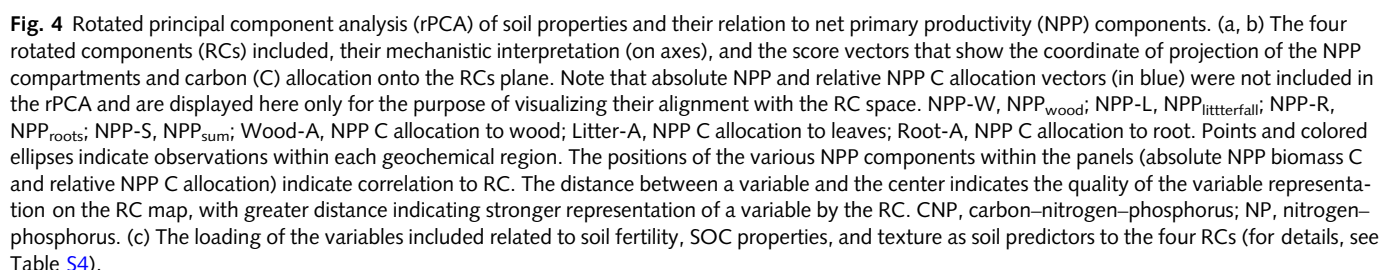 Fig. 4 Rotated principal component analysis (rPCA) of soil properties and their relation to net primary productivity (NPP) components. (a, b) The four
rotated components (RCs) included, their mechanistic interpretation (on axes), and the score vectors that show the coordinate of projection of the NPP
compartments and carbon (C) allocation onto the RCs plane. Note that absolute NPP and relative NPP C allocation vectors (in blue) were not included in
the rPCA and are displayed here only for the purpose of visualizing their alignment with the RC space. NPP-W, NPPwood; NPP-L, NPPlittterfall; NPP-R,
NPProots; NPP-S, NPPsum; Wood-A, NPP C allocation to wood; Litter-A, NPP C allocation to leaves; Root-A, NPP C allocation to root. Points and colored
ellipses indicate observations within each geochemical region. The positions of the various NPP components within the panels (absolute NPP biomass C
and relative NPP C allocation) indicate correlation to RC. The distance between a variable and the center indicates the quality of the variable representa-
tion on the RC map, with greater distance indicating stronger representation of a variable by the RC. CNP, carbon–nitrogen–phosphorus; NP, nitrogen–
phosphorus. (c) The loading of the variables included related to soil fertility, SOC properties, and texture as soil predictors to the four RCs (for details, see
Table S4).